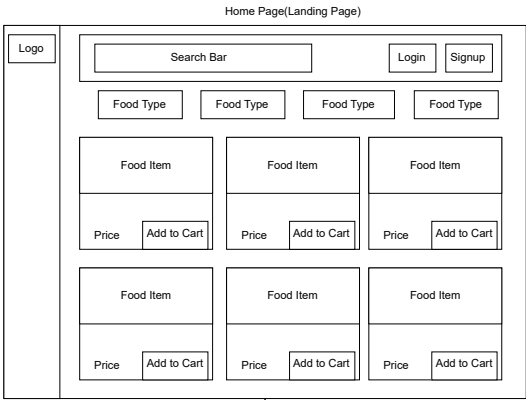 Home Page(Landing Page)
Logo
Search Bar
Login
Signup
Food Type
Food Type
Food Type
Food Type
Food Item
Food Item
Food Item
Price
Add to Cart
Price
Add to Cart
Price
Add to Cart
Food Item
Food Item
Food Item
Price
Add to Cart
Price
Add to Cart
Price
Add to Cart